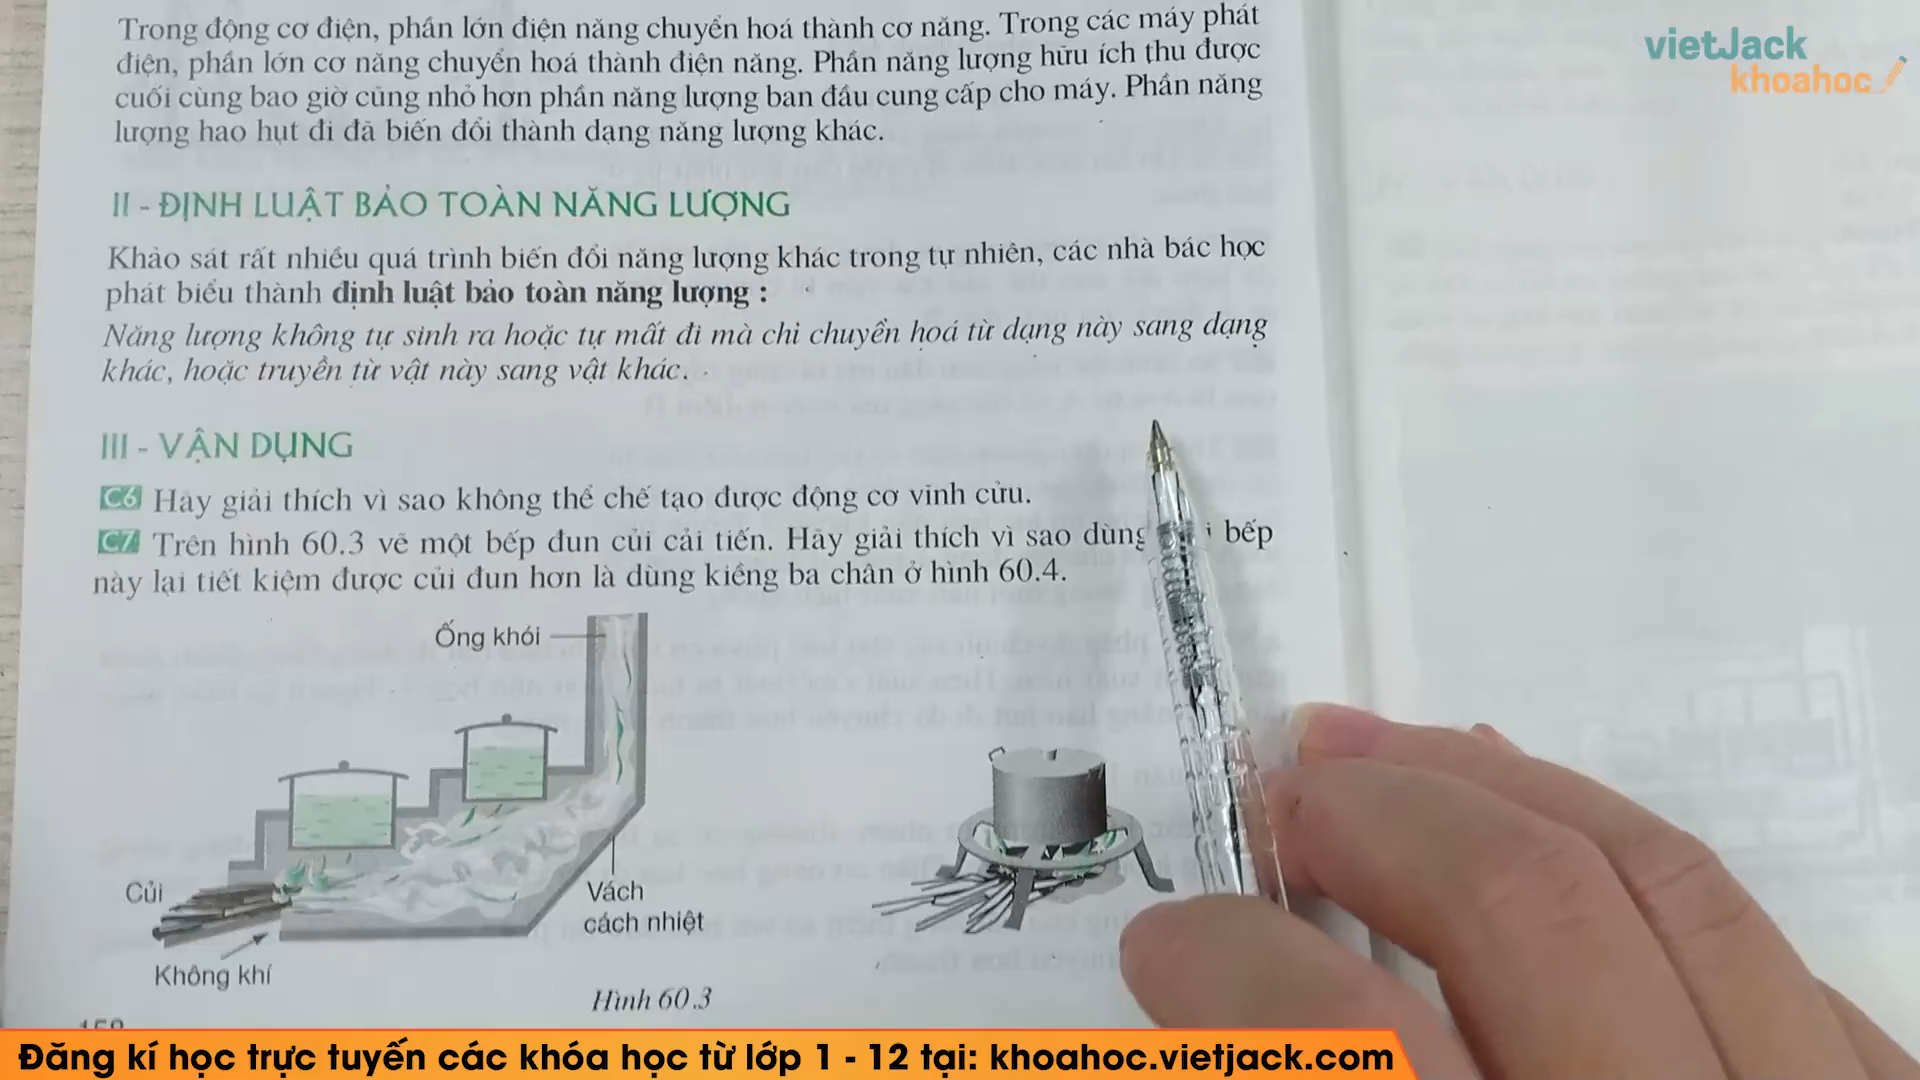 Trong động cơ điện, phần lớn điện năng chuyển hoá thành cơ năng. Trong các máy phát
điện, phần lớn cơ năng chuyển hoá thành điện năng. Phần năng lượng hữu ích thu được
cuối cùng bao giờ cũng nhỏ hơn phần năng lượng ban đầu cung cấp cho máy. Phần năng
lượng hao hụt đi đã biến đổi thành dạng năng lượng khác.
vietJack
khoahoc
II - ĐỊNH LUẬT BẢO TOÀN NĂNG LƯỢNG
Khảo sát rất nhiều quá trình biến đổi năng lượng khác trong tự nhiên, các nhà bác học
phát biểu thành định luật bảo toàn năng lượng :
Năng lượng không tự sinh ra hoặc tự mất đi mà chỉ chuyển hoá từ dạng này sang dạng
khác, hoặc truyền từ vật này sang vật khác.
III - VẬN DỤNG
C6 Hãy giải thích vì sao không thể chế tạo được động cơ vĩnh cửu.
C7 Trên hình 60.3 vẽ một bếp đun củi cải tiến. Hãy giải thích vì sao dùng bếp
này lại tiết kiệm được củi đun hơn là dùng kiềng ba chân ở hình 60.4.
Ống khói
Củi
Vách
cách nhiệt
Không khí
Hình 60.3
Đăng kí học trực tuyến các khóa học từ lớp 1 - 12 tại: khoahoc.vietjack.com